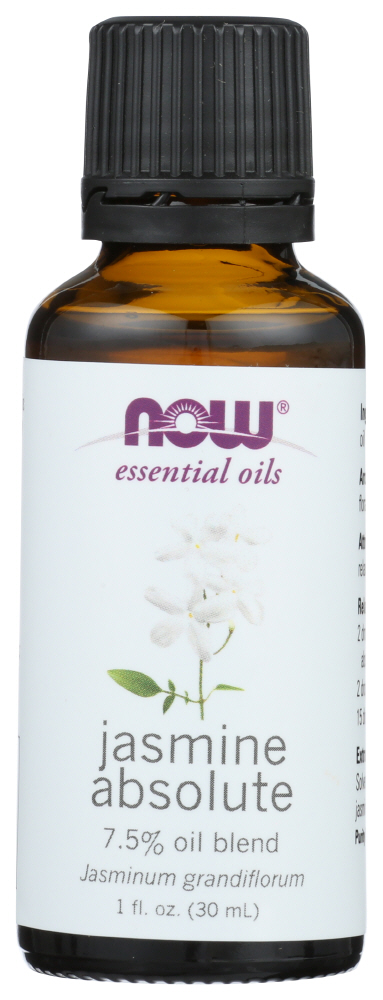 NOW®
essential oils
jasmine
absolute
7.5% oil blend
Jasminum grandiflorum
1 fl. oz. (30 mL)